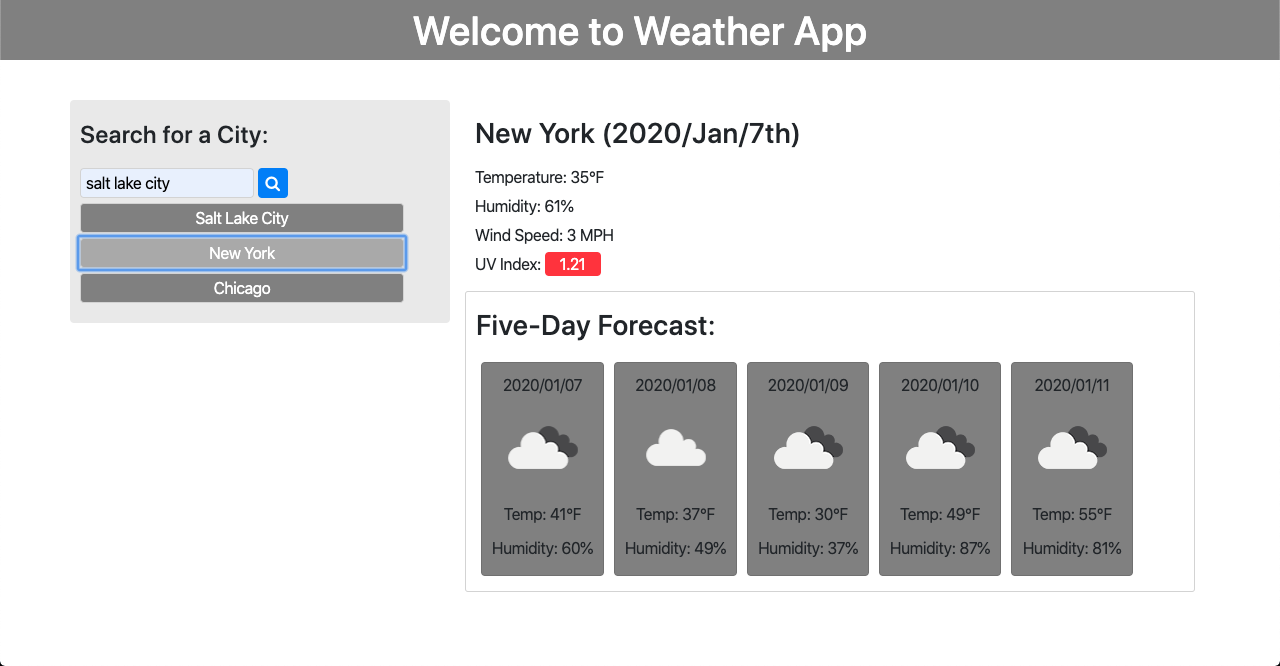 Welcome to Weather App
Search for a City:
salt lake city
Salt Lake City
New York
Chicago
New York (2020/Jan/7th)
Temperature: 35°F
Humidity: 61%
Wind Speed: 3 MPH
UV Index: 1.21
Five-Day Forecast:
2020/01/07
Temp: 41°F
Humidity: 60%
2020/01/08
Temp: 37°F
Humidity: 49%
2020/01/09
Temp: 30°F
Humidity: 37%
2020/01/10
Temp: 49°F
Humidity: 87%
2020/01/11
Temp: 55°F
Humidity: 81%